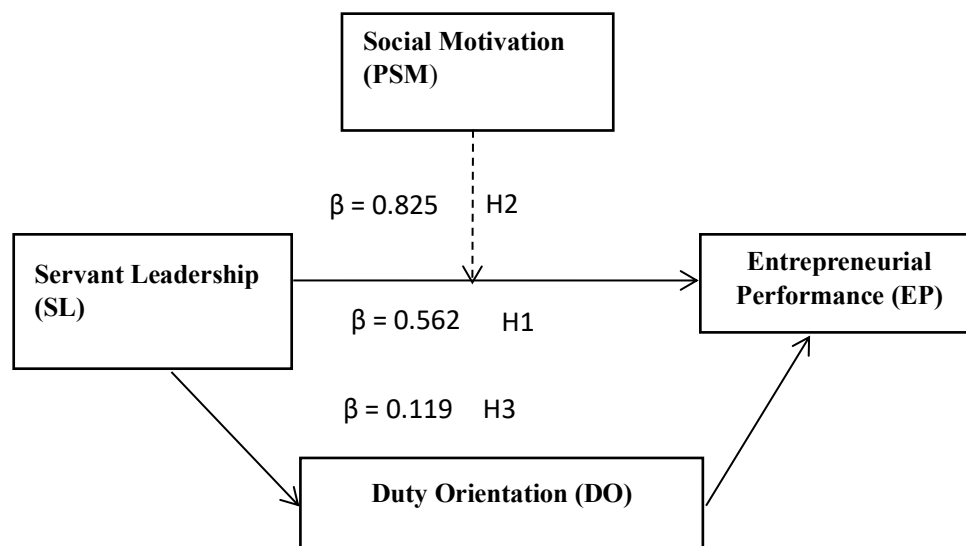 Social Motivation
(PSM)
β = 0.825 H2
Servant Leadership
(SL)
Entrepreneurial
Performance (EP)
β = 0.562 H1
β = 0.119 H3
Duty Orientation (DO)